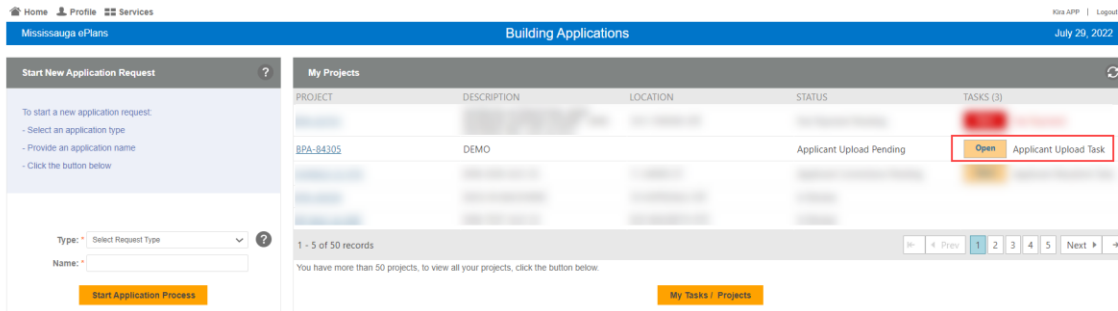 Home Profile Services Kira APP | Logout
Mississauga ePlans Building Applications July 29, 2022
Start New Application Request ?
To start a new application request:
- Select an application type
- Provide an application name
- Click the button below
Type: * Select Request Type ?
Name: *
Start Application Process
My Projects
PROJECT DESCRIPTION LOCATION STATUS TASKS (3)
BPA-84305 DEMO Applicant Upload Pending Open Applicant Upload Task
1 - 5 of 50 records Prev 1 2 3 4 5 Next
You have more than 50 projects, to view all your projects, click the button below.
My Tasks / Projects